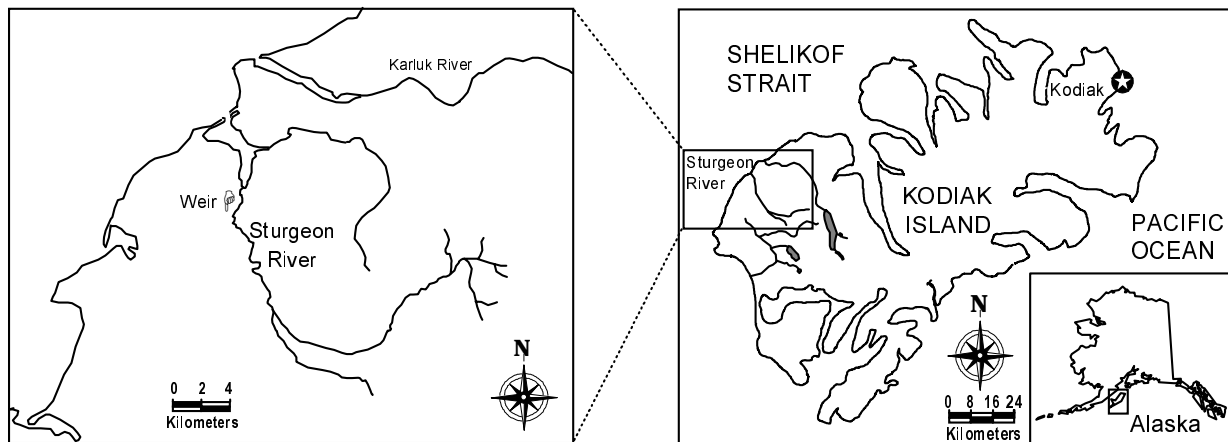 Karluk River
Weir
Sturgeon
River
N
0 2 4
Kilometers
SHELIKOF
STRAIT
Kodiak
Sturgeon
River
KODIAK
ISLAND
PACIFIC
OCEAN
N
0 8 16 24
Kilometers
Alaska